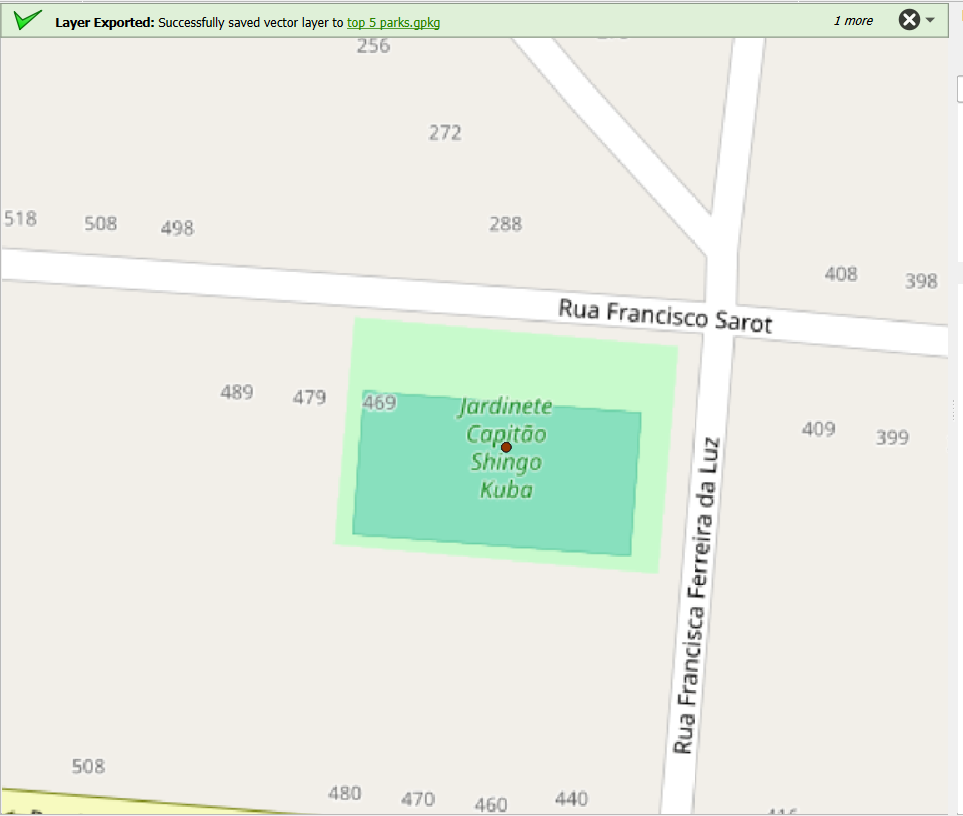 Layer Exported: Successfully saved vector layer to top 5 parks.gpkg
1 more
256
272
518
508
498
288
408
398
Rua Francisco Sarot
489
479
469
Jardinete
Capitão
Shingo
Kuba
409
399
Rua Francisca Ferreira da Luz
508
480
470
460
440